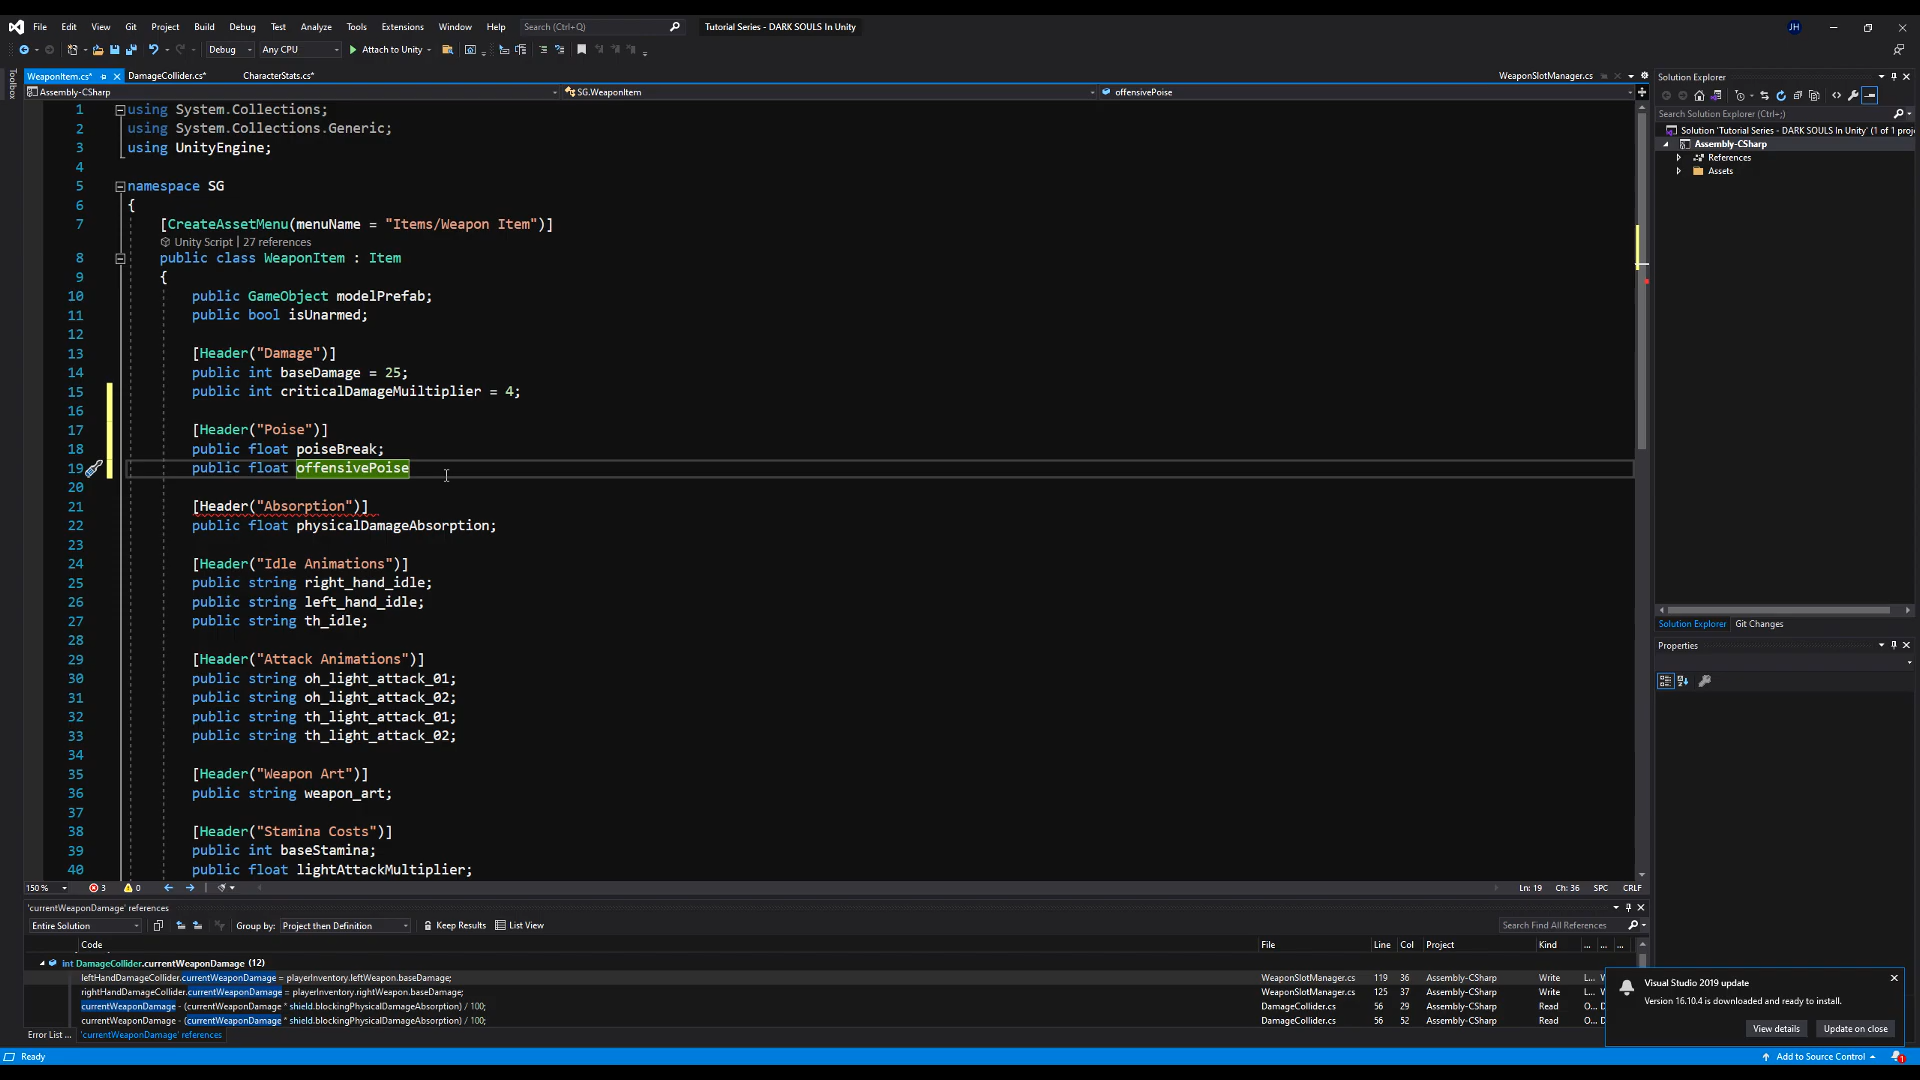 File Edit View Git Project Build Debug Test Analyze Tools Extensions Window Help Search (Ctrl+Q) Tutorial Series - DARK SOULS In Unity JH
Debug Any CPU Attach to Unity
WeaponItem.cs* DamageCollider.cs* CharacterStats.cs* WeaponSlotManager.cs
Assembly-CSharp SG.WeaponItem offensivePoise
Toolbox
1 using System.Collections;
2 using System.Collections.Generic;
3 using UnityEngine;
4
5 namespace SG
6 {
7 [CreateAssetMenu(menuName = "Items/Weapon Item")]
Unity Script | 27 references
8 public class WeaponItem : Item
9 {
10 public GameObject modelPrefab;
11 public bool isUnarmed;
12
13 [Header("Damage")]
14 public int baseDamage = 25;
15 public int criticalDamageMuiltiplier = 4;
16
17 [Header("Poise")]
18 public float poiseBreak;
19 public float offensivePoise
20
21 [Header("Absorption")]
22 public float physicalDamageAbsorption;
23
24 [Header("Idle Animations")]
25 public string right_hand_idle;
26 public string left_hand_idle;
27 public string th_idle;
28
29 [Header("Attack Animations")]
30 public string oh_light_attack_01;
31 public string oh_light_attack_02;
32 public string th_light_attack_01;
33 public string th_light_attack_02;
34
35 [Header("Weapon Art")]
36 public string weapon_art;
37
38 [Header("Stamina Costs")]
39 public int baseStamina;
40 public float lightAttackMultiplier;
150 % 3 0 Ln: 19 Ch: 36 SPC CRLF
'currentWeaponDamage' references
Entire Solution Group by: Project then Definition Keep Results List View Search Find All References
Code File Line Col Project Kind ... ... ...
int DamageCollider.currentWeaponDamage (12)
leftHandDamageCollider.currentWeaponDamage = playerInventory.leftWeapon.baseDamage; WeaponSlotManager.cs 119 36 Assembly-CSharp Write L...
rightHandDamageCollider.currentWeaponDamage = playerInventory.rightWeapon.baseDamage; WeaponSlotManager.cs 125 37 Assembly-CSharp Write L...
currentWeaponDamage - (currentWeaponDamage * shield.blockingPhysicalDamageAbsorption) / 100; DamageCollider.cs 56 29 Assembly-CSharp Read O...
currentWeaponDamage - (currentWeaponDamage * shield.blockingPhysicalDamageAbsorption) / 100; DamageCollider.cs 56 52 Assembly-CSharp Read O...
Error List ... 'currentWeaponDamage' references
Ready Add to Source Control 1
Solution Explorer
Search Solution Explorer (Ctrl+;)
Solution 'Tutorial Series - DARK SOULS In Unity' (1 of 1 proj
Assembly-CSharp
References
Assets
Solution Explorer Git Changes
Properties
Visual Studio 2019 update
Version 16.10.4 is downloaded and ready to install.
View details Update on close